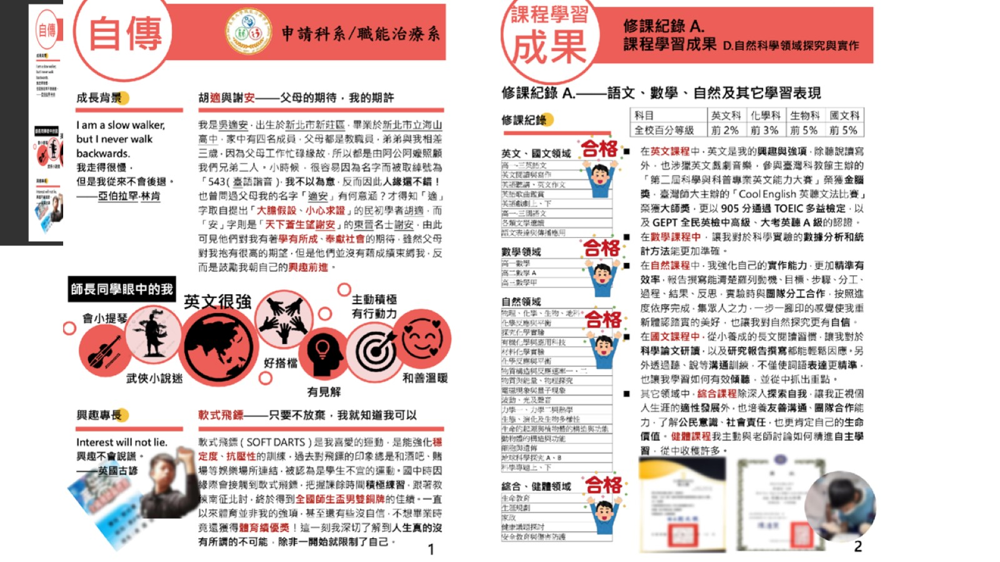 自傳
申請科系/職能治療系
成長背景
I am a slow walker,
but I never walk
backwards.
我走得很慢，
但是我從來不會後退。
——亞伯拉罕·林肯
胡適與謝安——父母的期待，我的期許
我是吳適安，出生於新北市新莊區，畢業於新北市立海山
高中，家中有四名成員，父母都是教職員，弟弟與我相差
三歲，因為父母工作忙碌緣故，所以都是由阿公阿嬤照顧
我們兄弟二人。小時候，很容易因為名字而被取綽號為
「543(臺語諧音)，我不以為意，反而因此人緣還不錯！
也曾問過父母我的名字「適安」有何意涵？才得知「適」
字取自提出「大膽假設、小心求證」的民初學者胡適，而
「安」字則是「天下蒼生望謝安」的東晉名士謝安，由此
可見他們對我有著學有所成、奉獻社會的期待，雖然父母
對我抱有很高的期望，但是他們並沒有藉成績束縛我，反
而是鼓勵我朝自己的興趣前進。
師長同學眼中的我
會小提琴
武俠小說迷
英文很強
好搭檔
有見解
主動積極
有行動力
和善溫暖
興趣專長
Interest will not lie.
興趣不會說謊。
——英國古諺
軟式飛鏢——只要不放棄，我就知道我可以
軟式飛鏢（SOFT DARTS）是我喜愛的運動，是能強化穩
定度、抗壓性的訓練，過去對飛鏢的印象總是和酒吧、賭
場等娛樂場所連結，被認為是學生不宜的運動。國中時因
緣際會接觸到軟式飛鏢，把握課餘時間積極練習，跟著教
練南征北討，終於得到全國師生盃男雙銅牌的佳績。一直
以來體育並非我的強項，甚至還有些沒自信，不想畢業時
竟還獲得體育績優獎！這一刻我深切了解到人生真的沒
有所謂的不可能，除非一開始就限制了自己。
1
課程學習
成果
修課紀錄 A.
課程學習成果 D.自然科學領域探究與實作
修課紀錄 A.——語文、數學、自然及其它學習表現
修課紀錄
科目 英文科 化學科 生物科 國文科
全校百分等級 前 2% 前 3% 前 5% 前 5%
英文、國文領域
合格
高一-三英語文
英文閱讀與寫作
英語聽講、英文作文
英語歌曲鑑賞
英語戲劇上、下
高一-三國語文
各類文學選讀
語文表達與傳播應用
數學領域
合格
高一數學
高二數學 A
高三數學甲
自然領域
合格
物理、化學、生物、地科
化學反應與平衡
探究化學實驗
有機化學與應用科技
材料化學實驗
化學反應與平衡
物質構造與反應速率一、二
物質與能量、物理探究
電磁現象與量子現象
波動、光及聲音
力學一、力學二與熱學
生態、演化及生物多樣性
生命的起源與植物體的構造與功能
動物體的構造與功能
細胞與遺傳
地球科學探究 A、B
科學專題上、下
綜合、健體領域
合格
生命教育
生涯規劃
家政
健康議題探討
安全教育與傷害防護
■ 在英文課程中，英文是我的興趣與強項，除聽說讀寫
外，也涉獵英文戲劇音樂，參與臺灣科教館主辦的
「第二屆科學與科普專業英文能力大賽」榮獲金腦
獎，臺灣師大主辦的「Cool English 英聽文法比賽」
榮獲大師獎，更以 905 分通過 TOEIC 多益檢定，以
及 GEPT 全民英檢中高級、大考英聽 A 級的認證。
■ 在數學課程中，讓我對於科學實驗的數據分析和統
計方法能更加準確。
■ 在自然課程中，我強化自己的實作能力，更加精準有
效率，報告撰寫能清楚羅列動機、目標、步驟、分工、
過程、結果、反思，實驗時與團隊分工合作，按照進
度依序完成，集眾人之力，一步一腳印的感覺使我重
新體認踏實的美好，也讓我對自然探究更有自信。
■ 在國文課程中，從小養成的長文閱讀習慣，讓我對於
科學論文研讀，以及研究報告撰寫都能輕鬆因應。另
外透過聽、說等溝通訓練，不僅使詞語表達更精準，
也讓我學習如何有效傾聽，並從中抓出重點。
■ 其它領域中，綜合課程除深入探索自我，讓我正視個
人生涯的適性發展外，也培養友善溝通、團隊合作能
力，了解公民意識、社會責任，也更肯定自己的生命
價值。健體課程我主動與老師討論如何精進自主學
習，從中收穫許多。
2